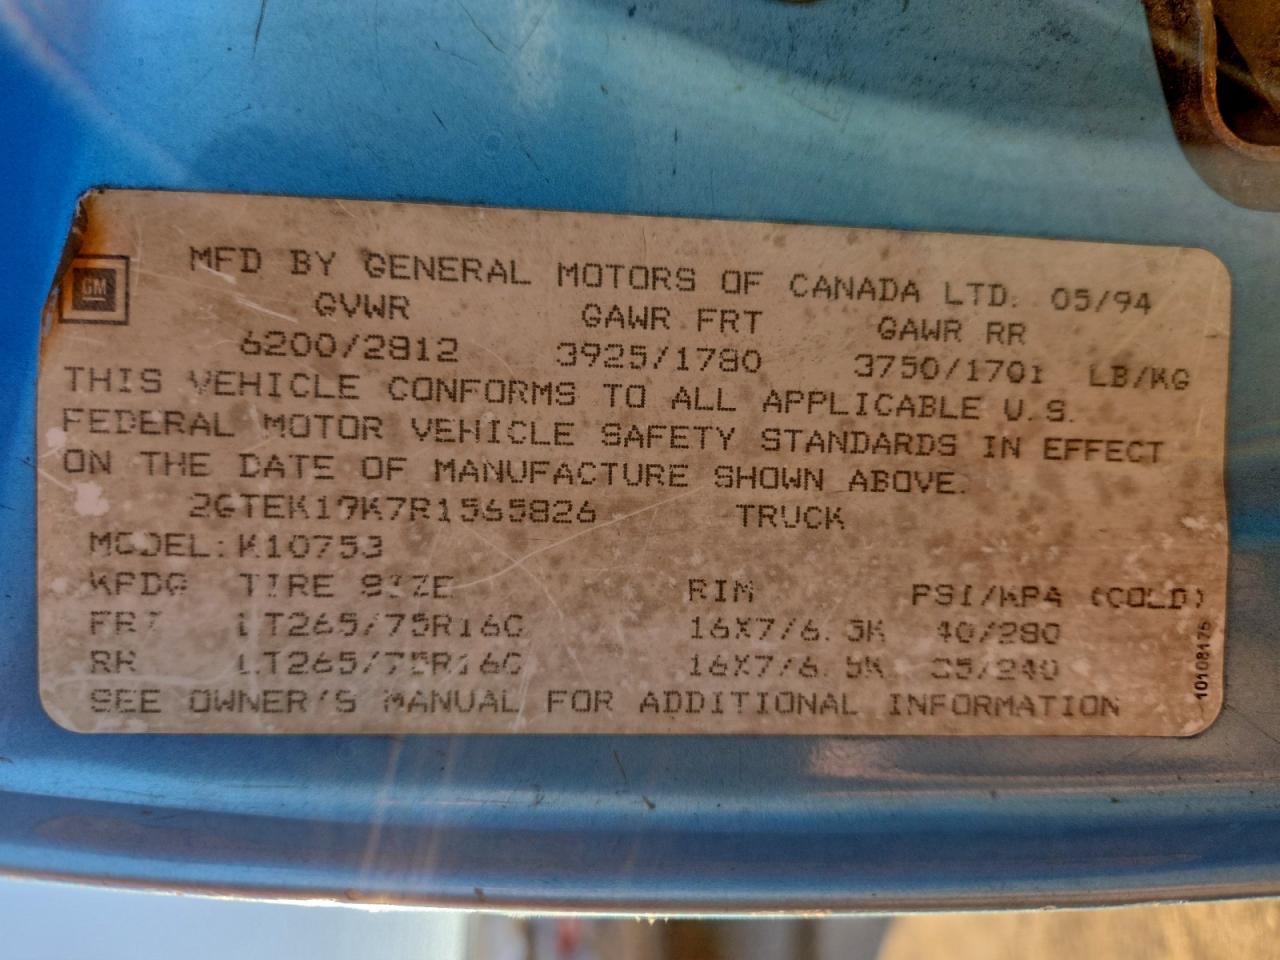 GM
MFD BY GENERAL MOTORS OF CANADA LTD. 05/94
GVWR GAWR FRT GAWR RR
6200/2812 3925/1780 3750/1701 LB/KG
THIS VEHICLE CONFORMS TO ALL APPLICABLE U.S.
FEDERAL MOTOR VEHICLE SAFETY STANDARDS IN EFFECT
ON THE DATE OF MANUFACTURE SHOWN ABOVE.
2GTEK19K7R1565826 TRUCK
MODEL: K10753
KPDG TIRE SIZE RIM PSI/KPA (COLD)
FRT LT265/75R16C 16X7/6.5K 40/280
RR LT265/75R16C 16X7/6.5K 35/240
SEE OWNER'S MANUAL FOR ADDITIONAL INFORMATION
10108175